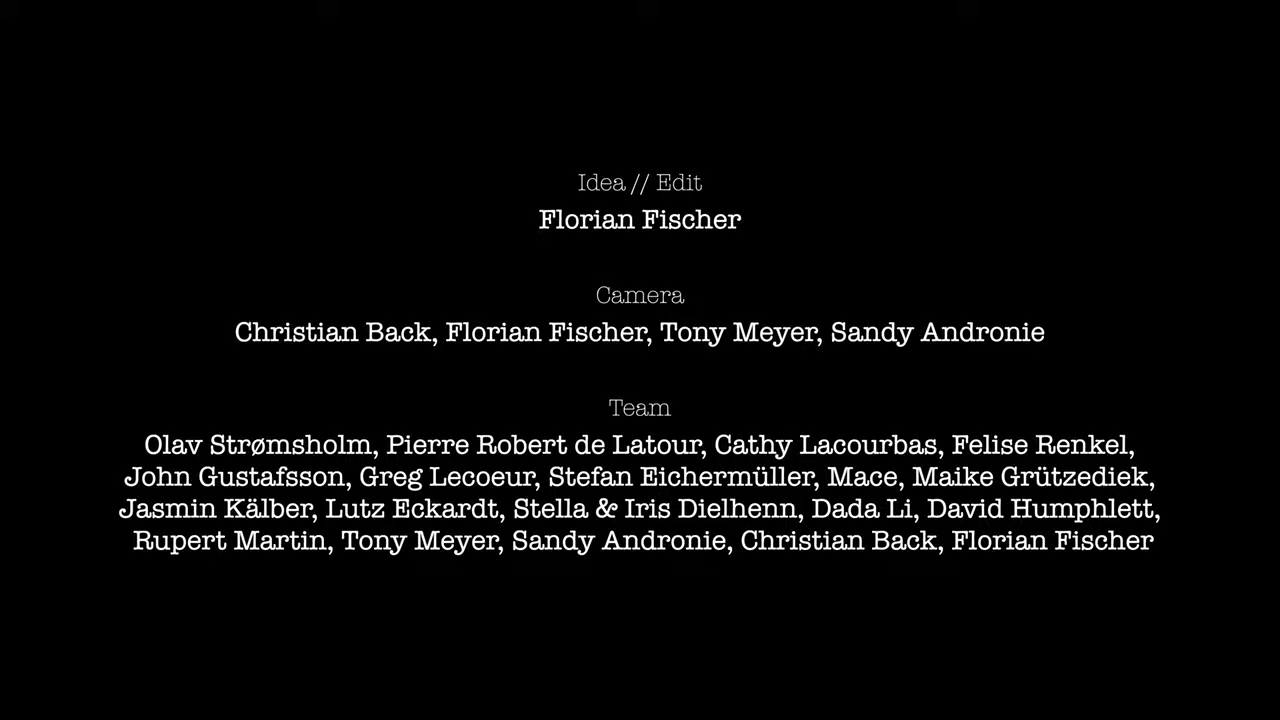 Idea // Edit
Florian Fischer
Camera
Christian Back, Florian Fischer, Tony Meyer, Sandy Andronie
Team
Olav Strømsholm, Pierre Robert de Latour, Cathy Lacourbas, Felise Renkel,
John Gustafsson, Greg Lecoeur, Stefan Eichermüller, Mace, Maike Grützediek,
Jasmin Kälber, Lutz Eckardt, Stella & Iris Dielhenn, Dada Li, David Humphlett,
Rupert Martin, Tony Meyer, Sandy Andronie, Christian Back, Florian Fischer